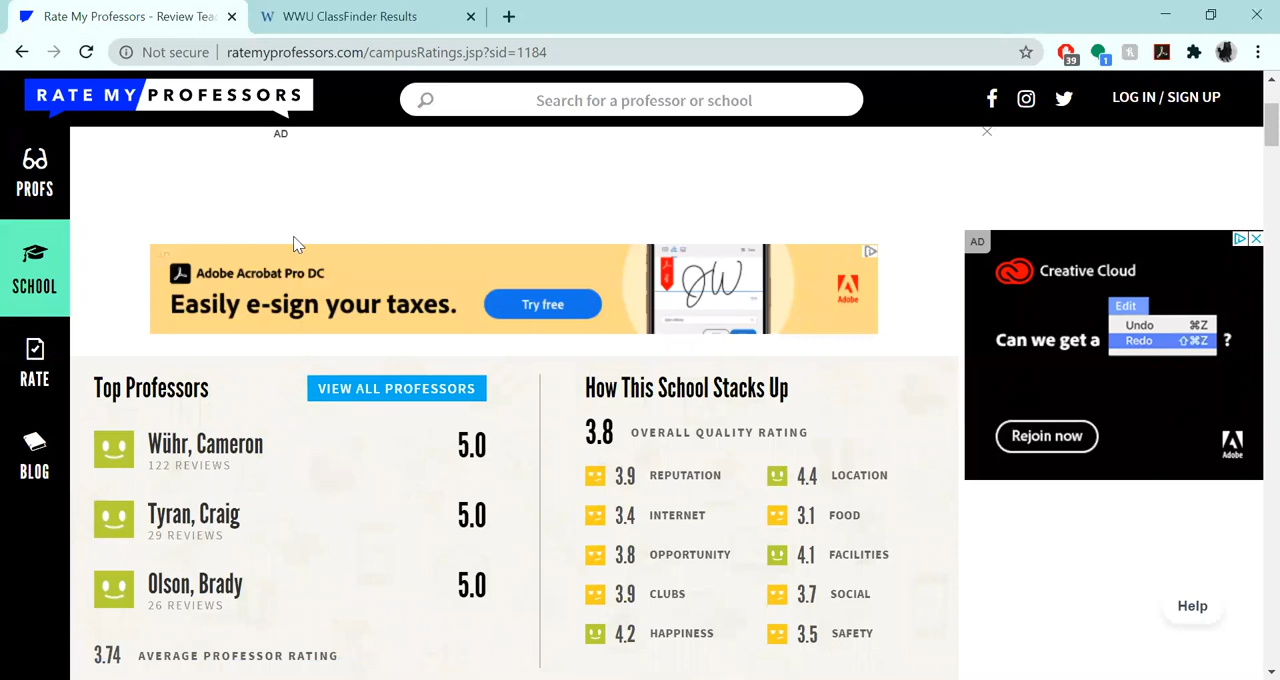 Rate My Professors - Review Tea
WWU ClassFinder Results
Not secure
ratemyprofessors.com/campusRatings.jsp?sid=1184
39
1
RATE MY PROFESSORS
Search for a professor or school
LOG IN / SIGN UP
AD
PROFS
SCHOOL
RATE
BLOG
Adobe Acrobat Pro DC
Easily e-sign your taxes.
Try free
Adobe
AD
Creative Cloud
Edit
Undo ⌘Z
Can we get a Redo ⇧⌘Z ?
Rejoin now
Adobe
Top Professors
VIEW ALL PROFESSORS
Wühr, Cameron
5.0
122 REVIEWS
Tyran, Craig
5.0
29 REVIEWS
Olson, Brady
5.0
26 REVIEWS
3.74 AVERAGE PROFESSOR RATING
How This School Stacks Up
3.8 OVERALL QUALITY RATING
3.9 REPUTATION
4.4 LOCATION
3.4 INTERNET
3.1 FOOD
3.8 OPPORTUNITY
4.1 FACILITIES
3.9 CLUBS
3.7 SOCIAL
4.2 HAPPINESS
3.5 SAFETY
Help